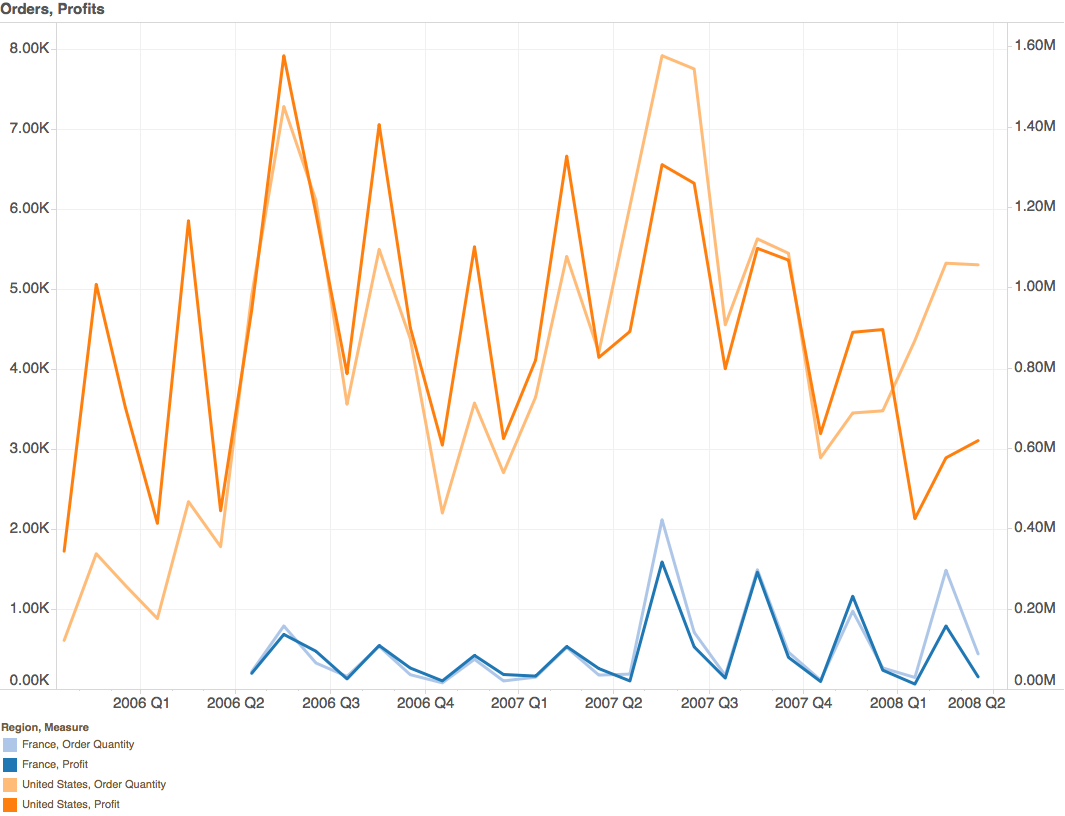 Orders, Profits
8.00K
1.60M
7.00K
1.40M
6.00K
1.20M
5.00K
1.00M
4.00K
0.80M
3.00K
0.60M
2.00K
0.40M
1.00K
0.20M
0.00K
0.00M
2006 Q1 2006 Q2 2006 Q3 2006 Q4 2007 Q1 2007 Q2 2007 Q3 2007 Q4 2008 Q1 2008 Q2
Region, Measure
France, Order Quantity
France, Profit
United States, Order Quantity
United States, Profit